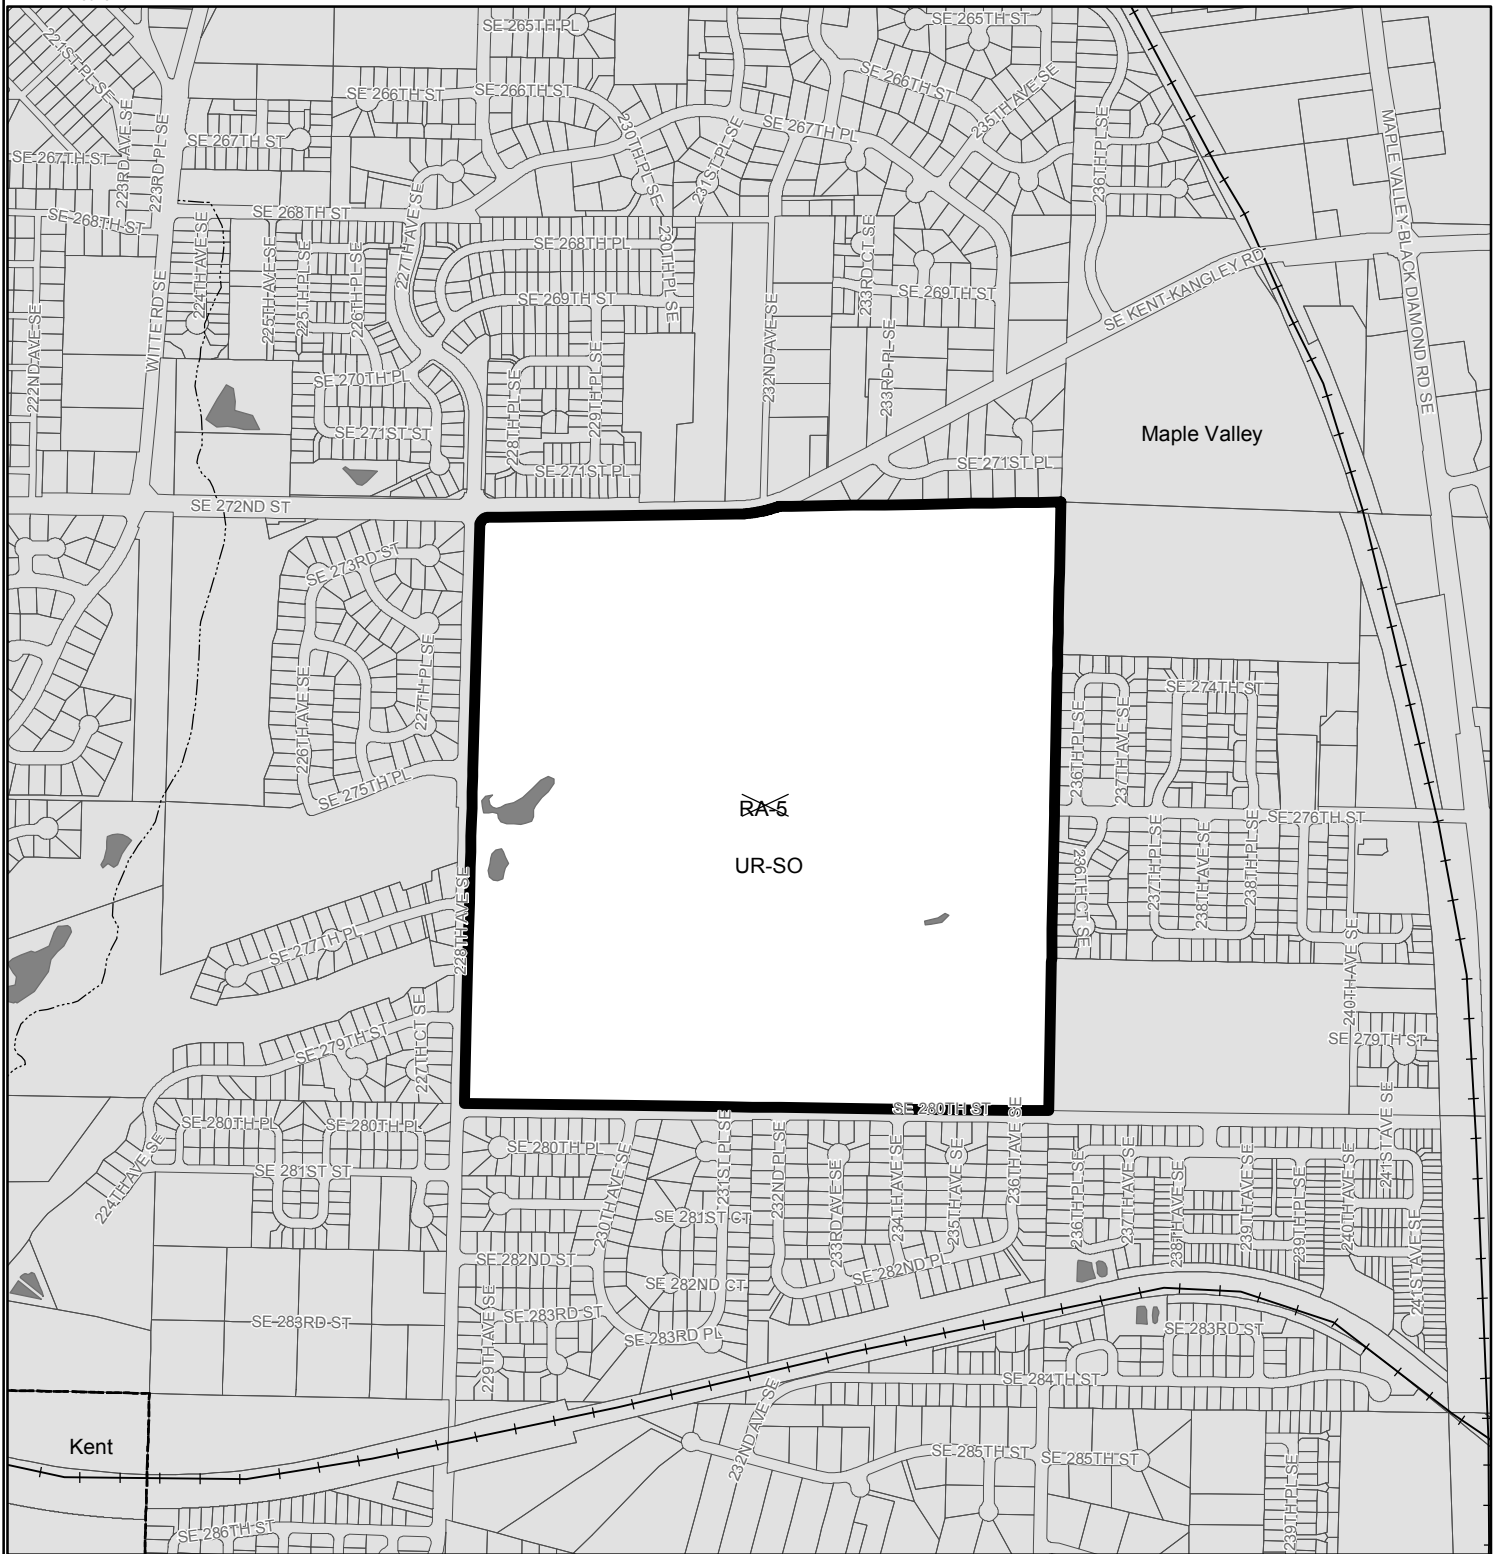 SE 265TH PL
SE 265TH ST
221ST PL SE
SE 266TH ST
SE 266TH ST
SE 266TH ST
235TH AVE SE
223RD AVE SE
223RD PL SE
SE 267TH ST
230TH PL SE
231ST PL SE
SE 267TH PL
236TH PL SE
MAPLE VALLEY-BLACK DIAMOND RD SE
SE 267TH ST
SE 268TH ST
224TH AVE SE
SE 268TH ST
227TH AVE SE
SE 268TH PL
230TH PL SE
233RD CT SE
SE KENT-KANGLEY RD
WITTE RD SE
225TH AVE SE
225TH PL SE
226TH PL SE
SE 269TH ST
SE 269TH ST
222ND AVE SE
232ND AVE SE
233RD PL SE
SE 270TH PL
228TH PL SE
229TH PL SE
SE 271ST ST
Maple Valley
SE 271ST PL
SE 271ST PL
SE 272ND ST
SE 273RD ST
226TH AVE SE
227TH PL SE
SE 274TH ST
236TH PL SE
237TH AVE SE
SE 275TH PL
RA-5
SE 276TH ST
UR-SO
236TH CT SE
237TH PL SE
238TH AVE SE
238TH PL SE
228TH AVE SE
SE 277TH PL
240TH AVE SE
227TH CT SE
SE 279TH ST
SE 279TH ST
SE 280TH ST
SE 280TH PL
SE 280TH PL
SE 280TH PL
224TH AVE SE
SE 281ST ST
230TH AVE SE
231ST PL SE
232ND PL SE
233RD AVE SE
234TH AVE SE
235TH AVE SE
236TH AVE SE
236TH PL SE
237TH AVE SE
238TH AVE SE
239TH AVE SE
239TH PL SE
240TH AVE SE
241ST AVE SE
241ST AVE SE
SE 281ST CT
SE 282ND ST
SE 282ND CT
SE 282ND PL
229TH AVE SE
SE 283RD ST
SE 283RD ST
SE 283RD PL
SE 283RD ST
SE 284TH ST
232ND AVE SE
Kent
SE 285TH ST
SE 285TH ST
239TH PL SE
SE 286TH ST